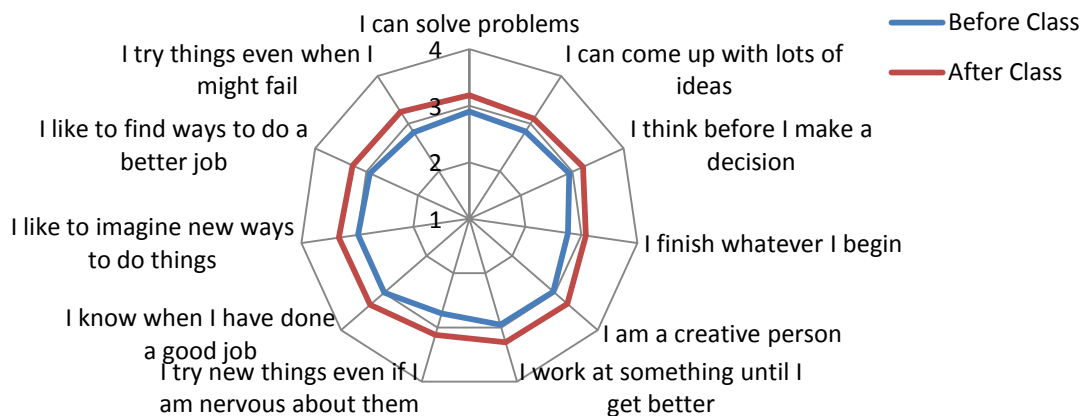 I can solve problems
I can come up with lots of
ideas
I think before I make a
decision
I finish whatever I begin
I am a creative person
I work at something until I
get better
I try new things even if I
am nervous about them
I know when I have done
a good job
I like to imagine new ways
to do things
I like to find ways to do a
better job
I try things even when I
might fail
4
3
2
1
Before Class
After Class